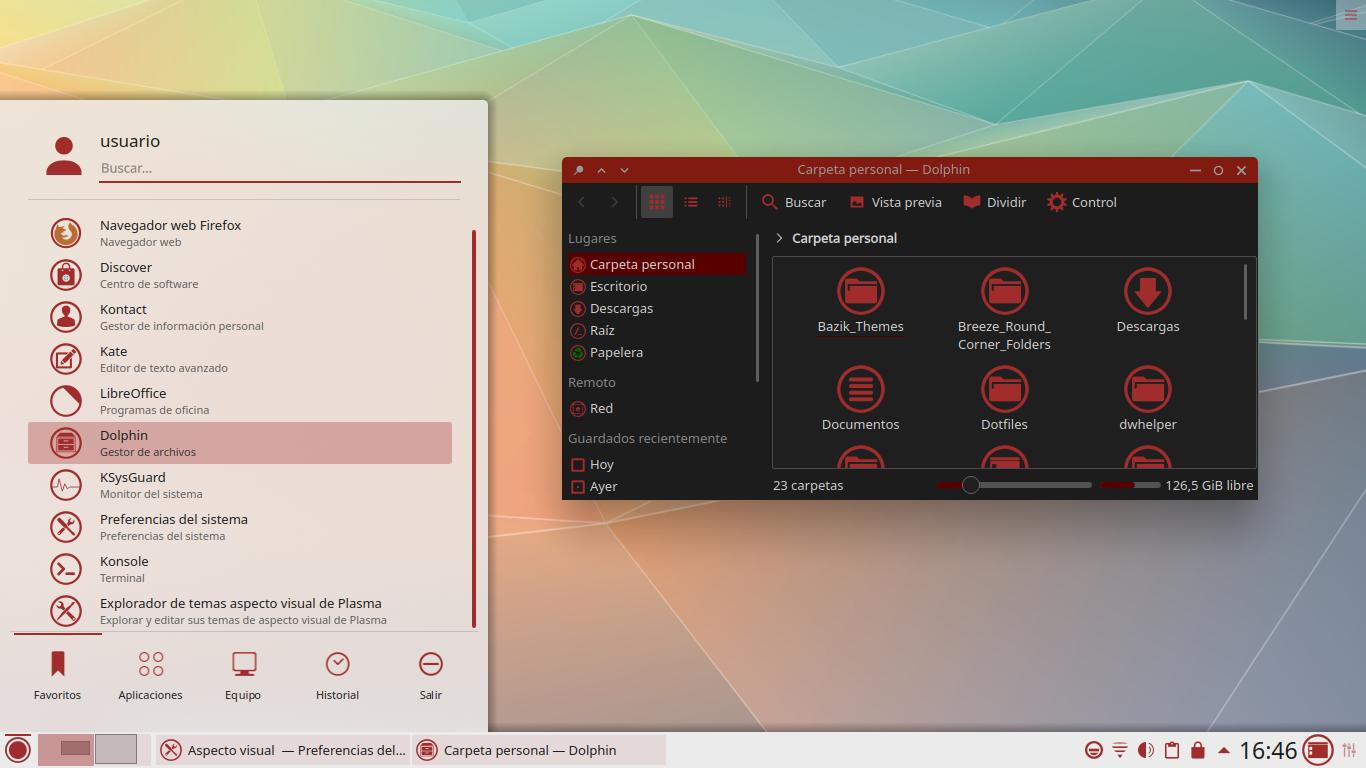 usuario
Buscar...
Navegador web Firefox
Navegador web
Discover
Centro de software
Kontact
Gestor de información personal
Kate
Editor de texto avanzado
LibreOffice
Programas de oficina
Dolphin
Gestor de archivos
KSysGuard
Monitor del sistema
Preferencias del sistema
Preferencias del sistema
Konsole
Terminal
Explorador de temas aspecto visual de Plasma
Explorar y editar sus temas de aspecto visual de Plasma
Favoritos
Aplicaciones
Equipo
Historial
Salir
Carpeta personal — Dolphin
Buscar
Vista previa
Dividir
Control
Lugares
Carpeta personal
Escritorio
Descargas
Raíz
Papelera
Remoto
Red
Guardados recientemente
Hoy
Ayer
Carpeta personal
Bazik_Themes
Breeze_Round_
Corner_Folders
Descargas
Documentos
Dotfiles
dwhelper
23 carpetas
126,5 GiB libre
Aspecto visual — Preferencias del...
Carpeta personal — Dolphin
16:46